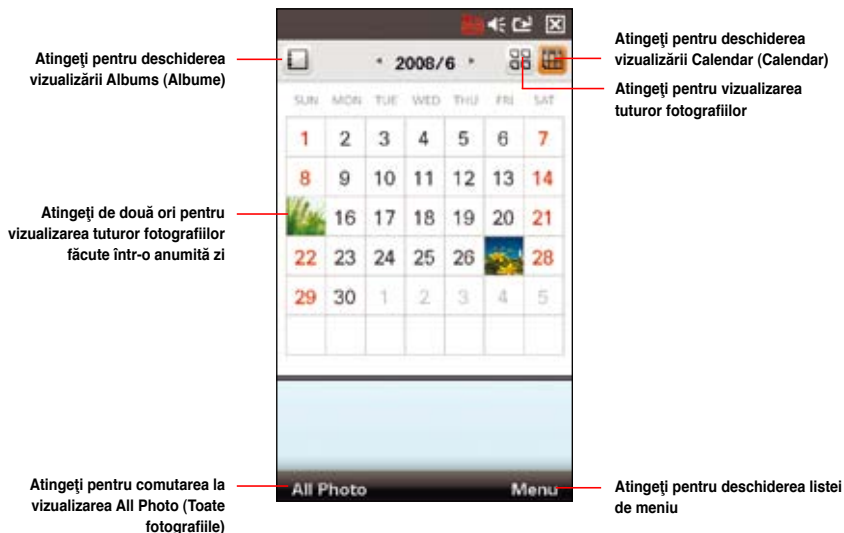 Atingeţi pentru deschiderea
vizualizării Albums (Albume)
Atingeţi de două ori pentru
vizualizarea tuturor fotografiilor
făcute într-o anumită zi
Atingeţi pentru comutarea la
vizualizarea All Photo (Toate
fotografiile)
2008/6
SUN MON TUE WED THU FRI SAT
1 2 3 4 5 6 7
8 9 10 11 12 13 14
16 17 18 19 20 21
22 23 24 25 26 28
29 30 1 2 3 4 5
All Photo Menu
Atingeţi pentru deschiderea
vizualizării Calendar (Calendar)
Atingeţi pentru vizualizarea
tuturor fotografiilor
Atingeţi pentru deschiderea listei
de meniu